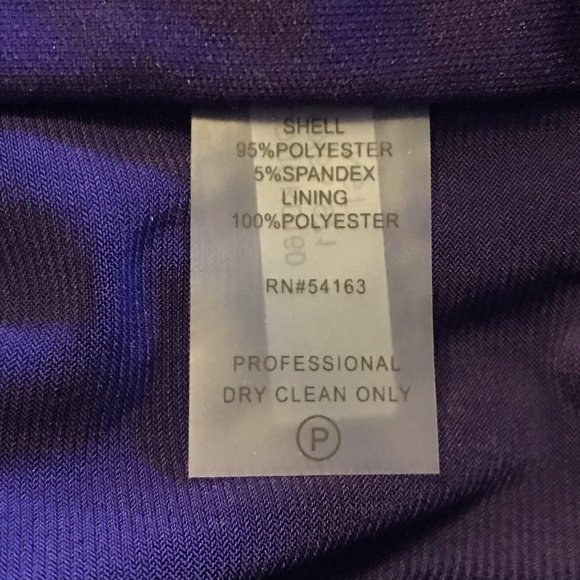 SHELL
95%POLYESTER
5%SPANDEX
LINING
100%POLYESTER
RN#54163
PROFESSIONAL
DRY CLEAN ONLY
P